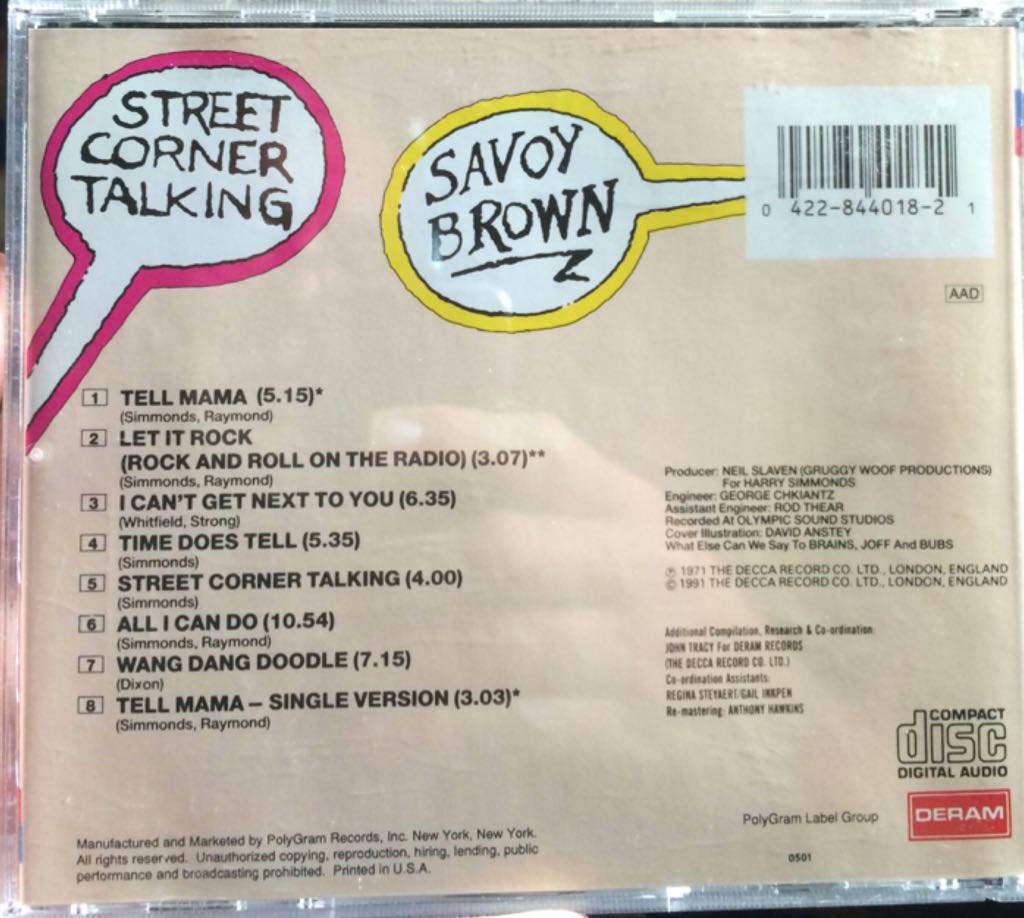 STREET
CORNER
TALKING
SAVOY
BROWN
0 422-844018-2 1
AAD
1 TELL MAMA (5.15)*
(Simmonds, Raymond)
2 LET IT ROCK
(ROCK AND ROLL ON THE RADIO) (3.07)**
(Simmonds, Raymond)
3 I CAN'T GET NEXT TO YOU (6.35)
(Whitfield, Strong)
4 TIME DOES TELL (5.35)
(Simmonds)
5 STREET CORNER TALKING (4.00)
(Simmonds)
6 ALL I CAN DO (10.54)
(Simmonds, Raymond)
7 WANG DANG DOODLE (7.15)
(Dixon)
8 TELL MAMA – SINGLE VERSION (3.03)*
(Simmonds, Raymond)
Producer: NEIL SLAVEN (GRUGGY WOOF PRODUCTIONS)
For HARRY SIMMONDS
Engineer: GEORGE CHKIANTZ
Assistant Engineer: ROD THEAR
Recorded At OLYMPIC SOUND STUDIOS
Cover Illustration: DAVID ANSTEY
What Else Can We Say To BRAINS, JOFF And BUBS
℗ 1971 THE DECCA RECORD CO. LTD., LONDON, ENGLAND
© 1991 THE DECCA RECORD CO. LTD., LONDON, ENGLAND
Additional Compilation, Research & Co-ordination:
JOHN TRACY For DERAM RECORDS
(THE DECCA RECORD CO. LTD.)
Co-ordination Assistants:
REGINA STEYAERT/GAIL INKPEN
Re-mastering: ANTHONY HAWKINS
COMPACT
disc
DIGITAL AUDIO
DERAM
PolyGram Label Group
0501
Manufactured and Marketed by PolyGram Records, Inc. New York, New York.
All rights reserved. Unauthorized copying, reproduction, hiring, lending, public
performance and broadcasting prohibited. Printed in U.S.A.